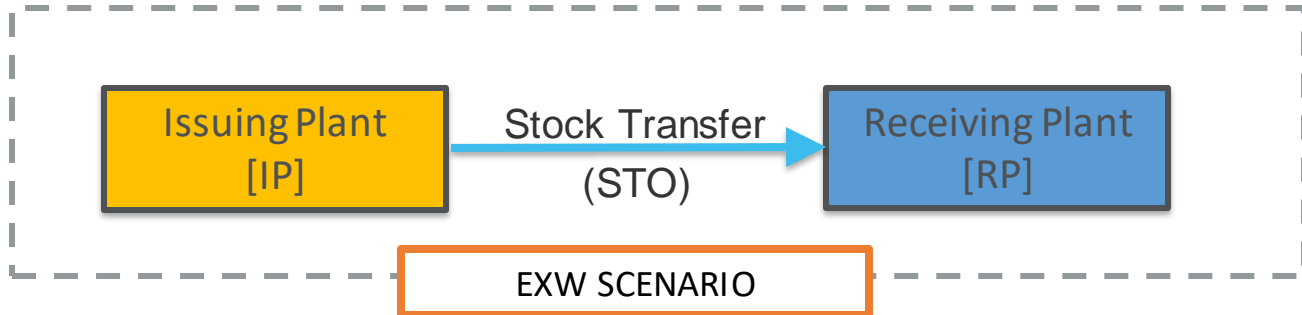 Issuing Plant
[IP]
Stock Transfer
(STO)
Receiving Plant
[RP]
EXW SCENARIO